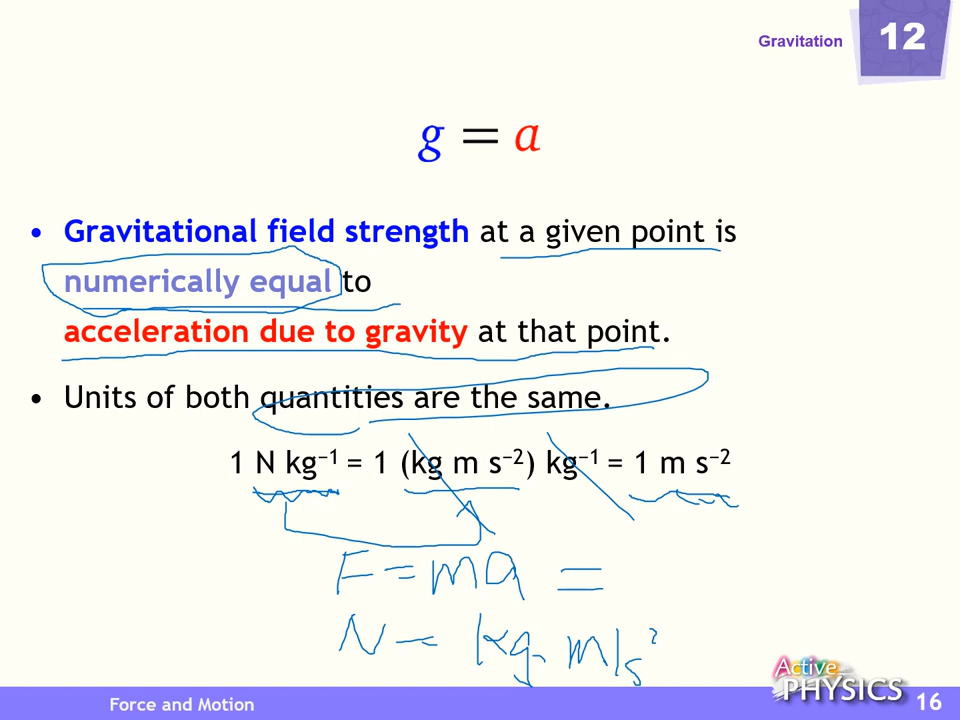 Gravitation 12
g = a
• Gravitational field strength at a given point is
numerically equal to
acceleration due to gravity at that point.
• Units of both quantities are the same.
1 N kg⁻¹ = 1 (kg m s⁻²) kg⁻¹ = 1 m s⁻²
F = ma =
N = kg. m/s²
Active
PHYSICS
Force and Motion 16